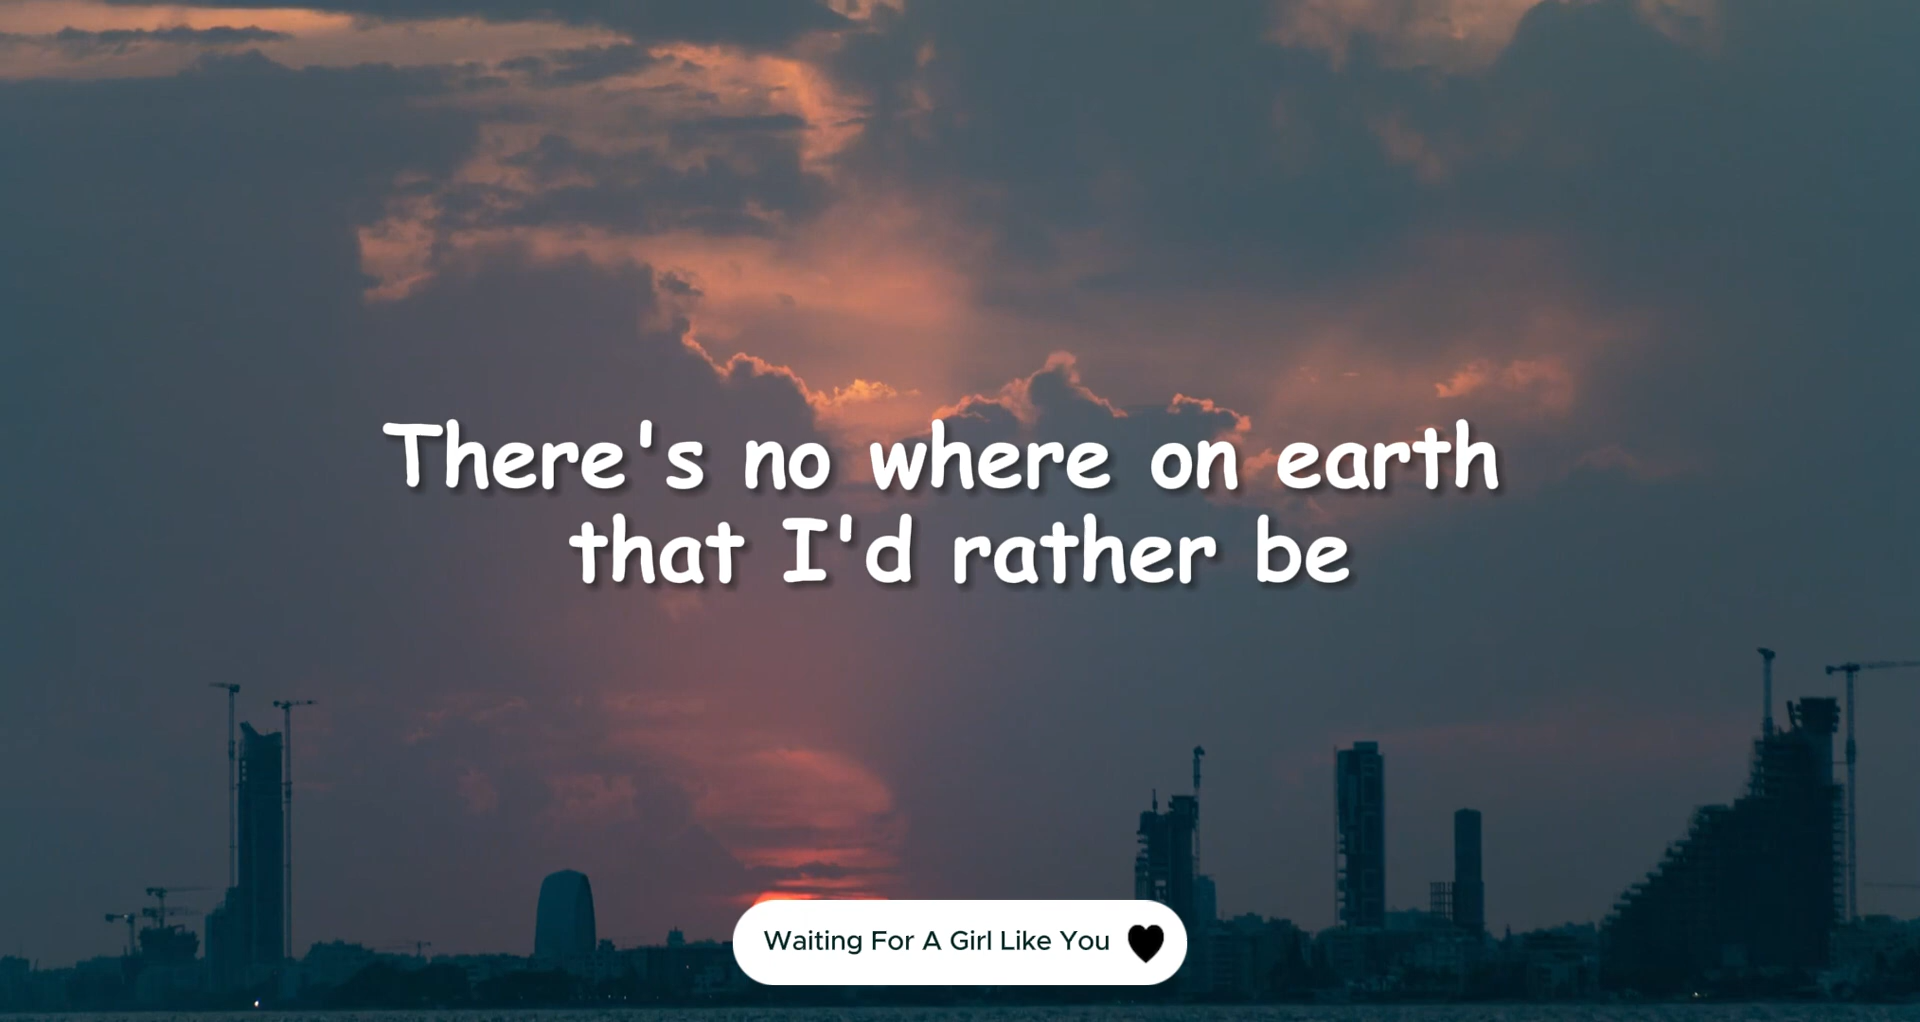 There's no where on earth
that I'd rather be
Waiting For A Girl Like You